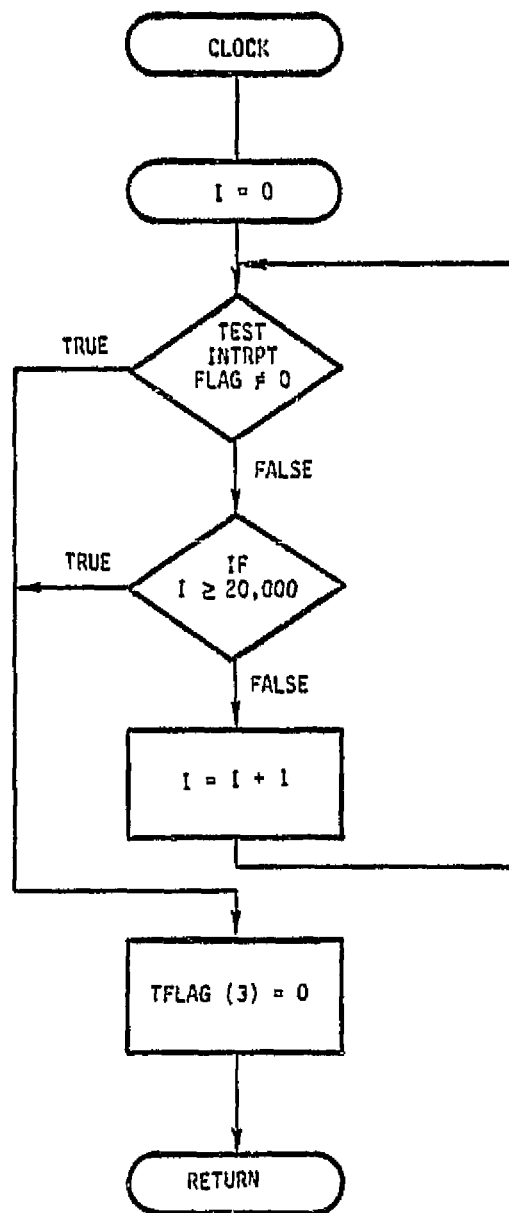 CLOCK
I = 0
TEST
INTRPT
FLAG ≠ 0
TRUE
FALSE
IF
I ≥ 20,000
TRUE
FALSE
I = I + 1
TFLAG (3) = 0
RETURN